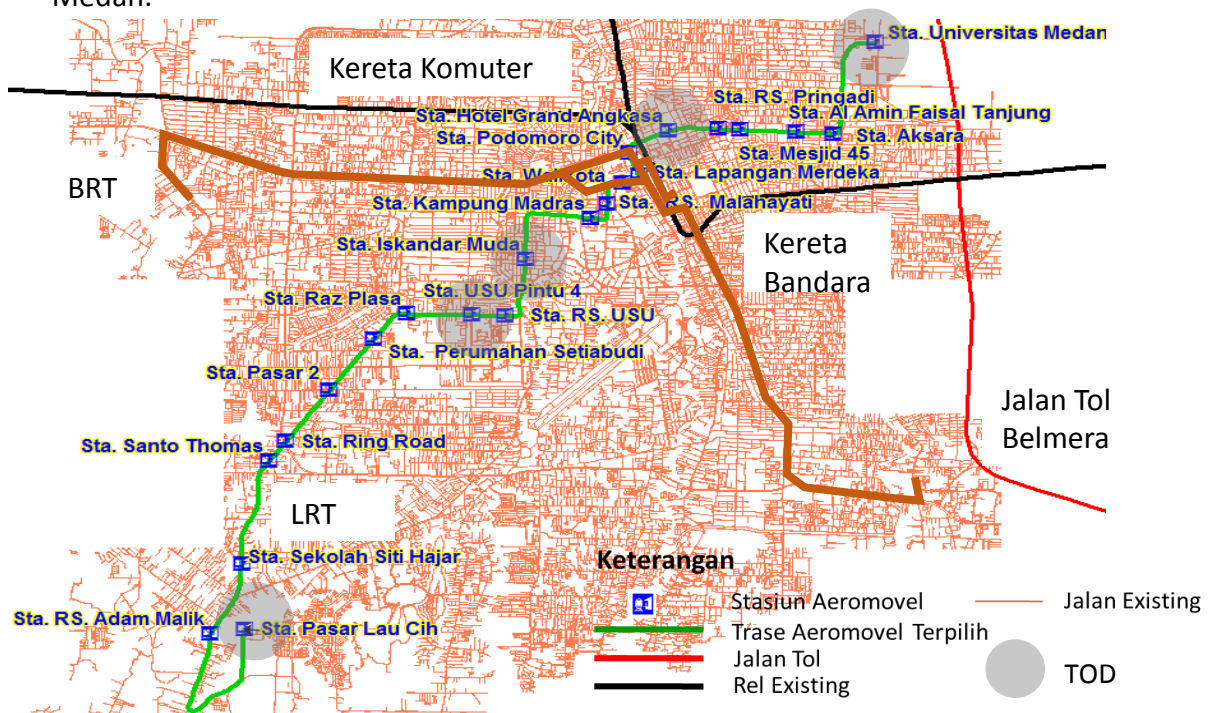 Medan.
Sta. Universitas Medan
Kereta Komuter
Sta. RS. Pringadi
Sta. Hotel Grand Angkasa
Sta. Al Amin Faisal Tanjung
Sta. Podomoro City
Sta. Aksara
Sta. Mesjid 45
Sta. Walikota
Sta. Lapangan Merdeka
BRT
Sta. Kampung Madras
Sta. RS. Malahayati
Sta. Iskandar Muda
Kereta
Bandara
Sta. USU Pintu 4
Sta. Raz Plasa
Sta. RS. USU
Sta. Perumahan Setiabudi
Sta. Pasar 2
Jalan Tol
Belmera
Sta. Santo Thomas
Sta. Ring Road
LRT
Sta. Sekolah Siti Hajar
Keterangan
Stasiun Aeromovel
Jalan Existing
Sta. RS. Adam Malik
Sta. Pasar Lau Cih
Trase Aeromovel Terpilih
Jalan Tol
TOD
Rel Existing